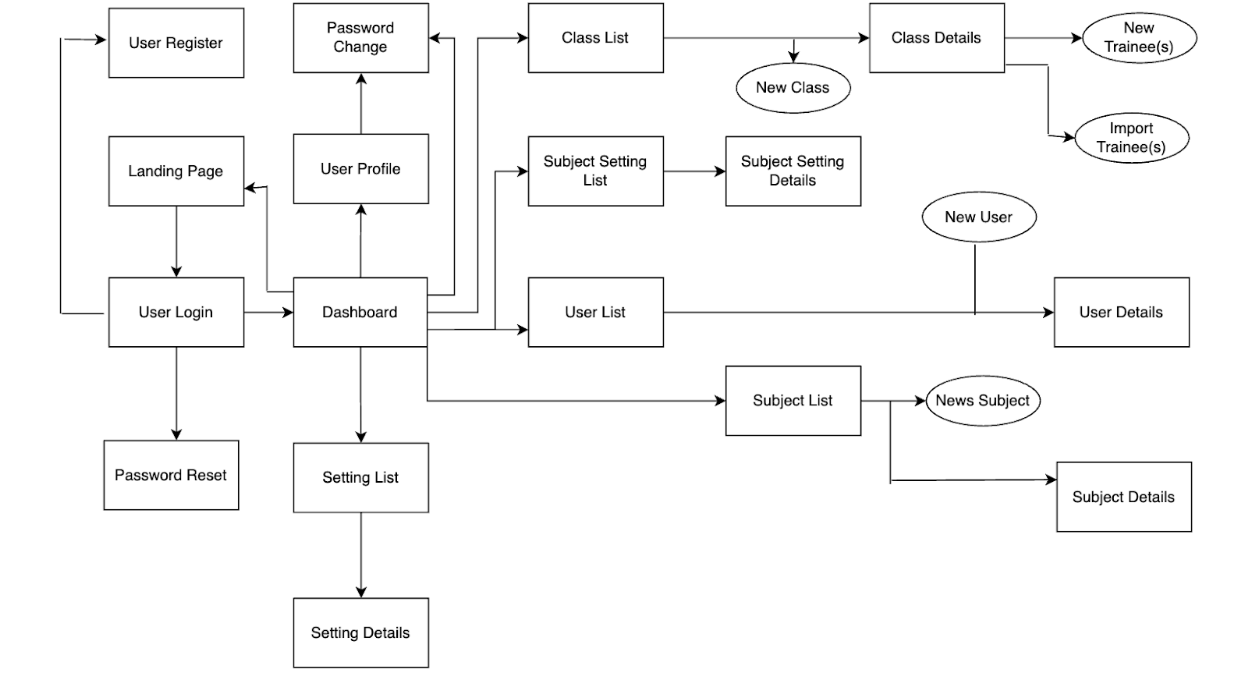 User Register
Password
Change
Class List
Class Details
New
Trainee(s)
New Class
Import
Trainee(s)
Landing Page
User Profile
Subject Setting
List
Subject Setting
Details
New User
User Login
Dashboard
User List
User Details
Subject List
News Subject
Password Reset
Setting List
Subject Details
Setting Details